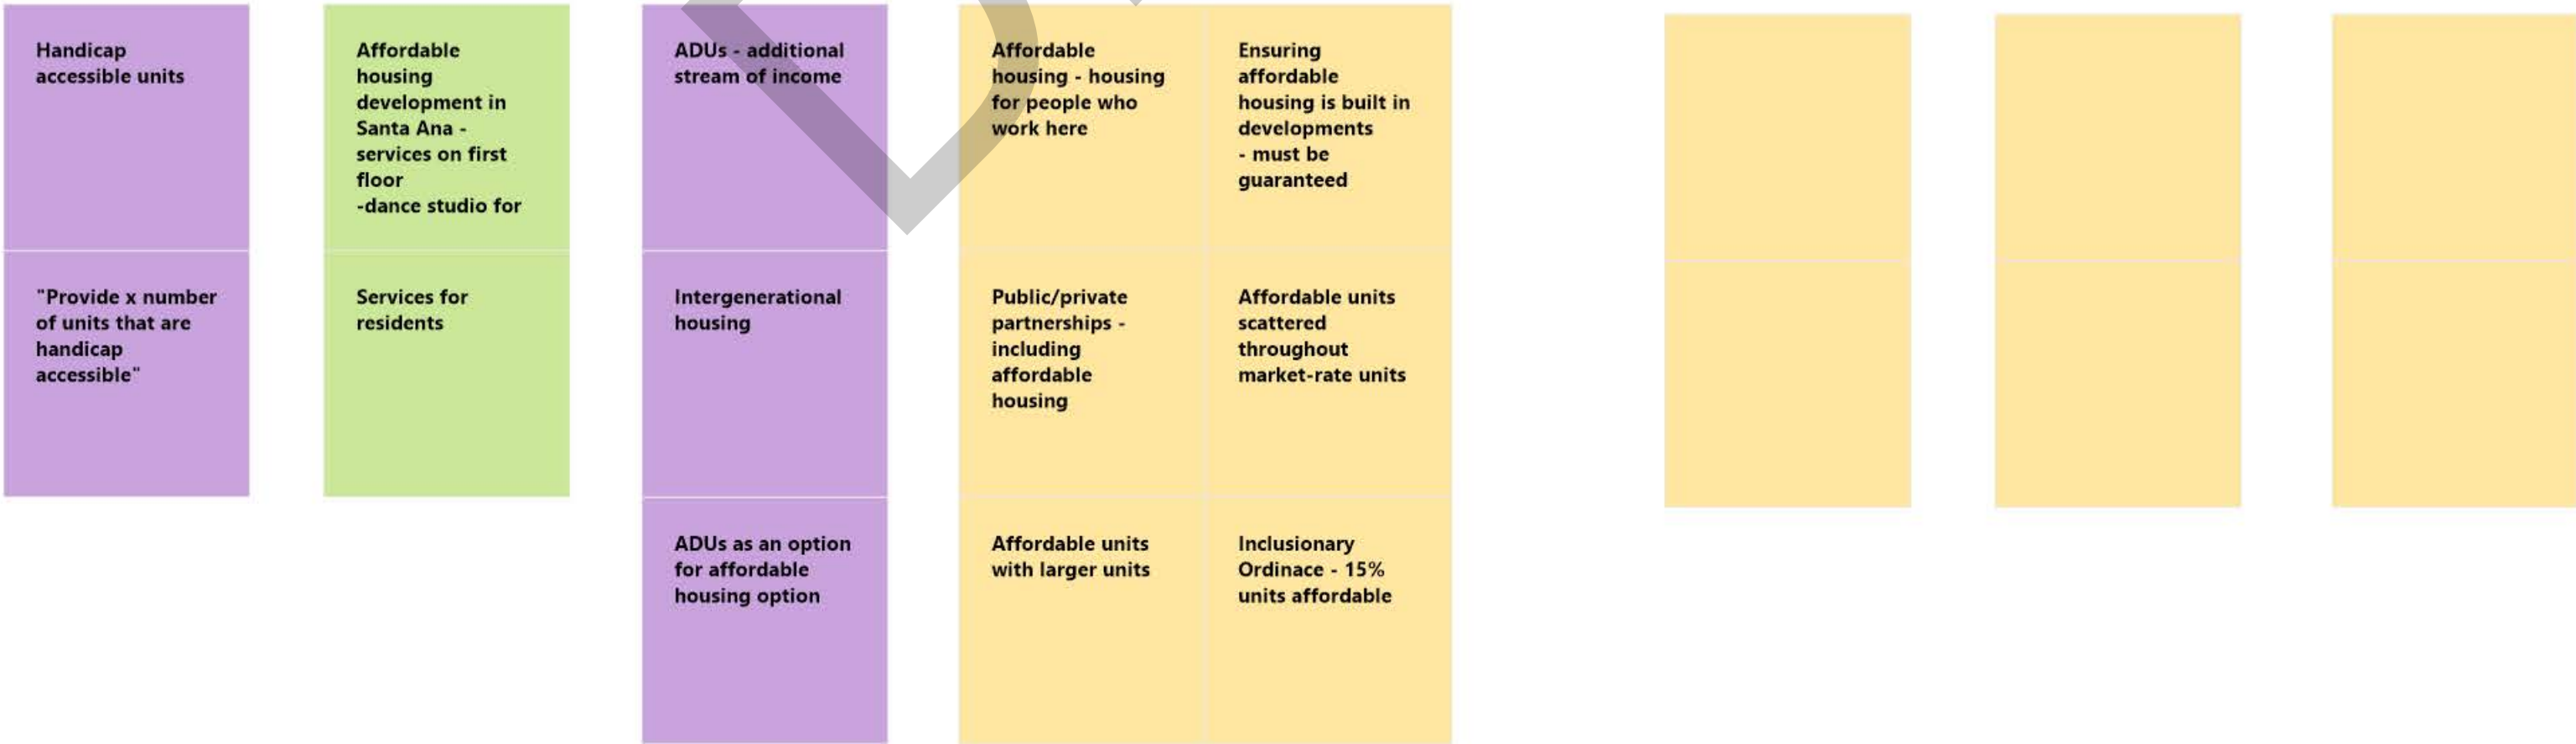 Handicap
accessible units
"Provide x number
of units that are
handicap
accessible"
Affordable
housing
development in
Santa Ana -
services on first
floor
-dance studio for
Services for
residents
ADUs - additional
stream of income
Intergenerational
housing
ADUs as an option
for affordable
housing option
Affordable
housing - housing
for people who
work here
Public/private
partnerships -
including
affordable
housing
Affordable units
with larger units
Ensuring
affordable
housing is built in
developments
- must be
guaranteed
Affordable units
scattered
throughout
market-rate units
Inclusionary
Ordinace - 15%
units affordable